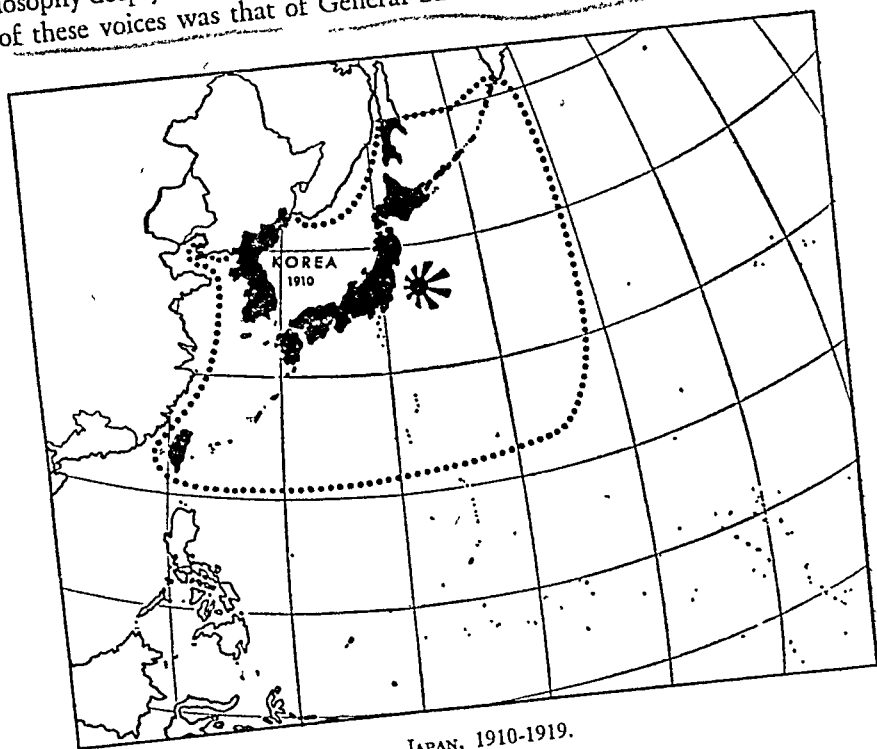 of these voices was that of General
KOREA
1910
JAPAN, 1910-1919.